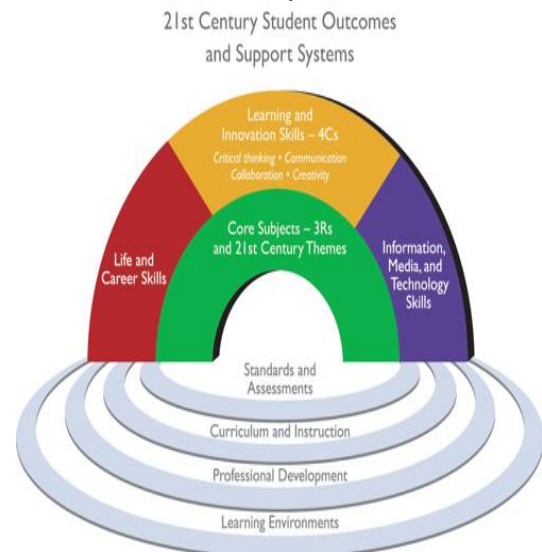 21st Century Student Outcomes
and Support Systems
Learning and
Innovation Skills – 4Cs
Critical thinking • Communication
Collaboration • Creativity
Core Subjects – 3Rs
and 21st Century Themes
Life and
Career Skills
Information,
Media, and
Technology
Skills
Standards and
Assessments
Curriculum and Instruction
Professional Development
Learning Environments